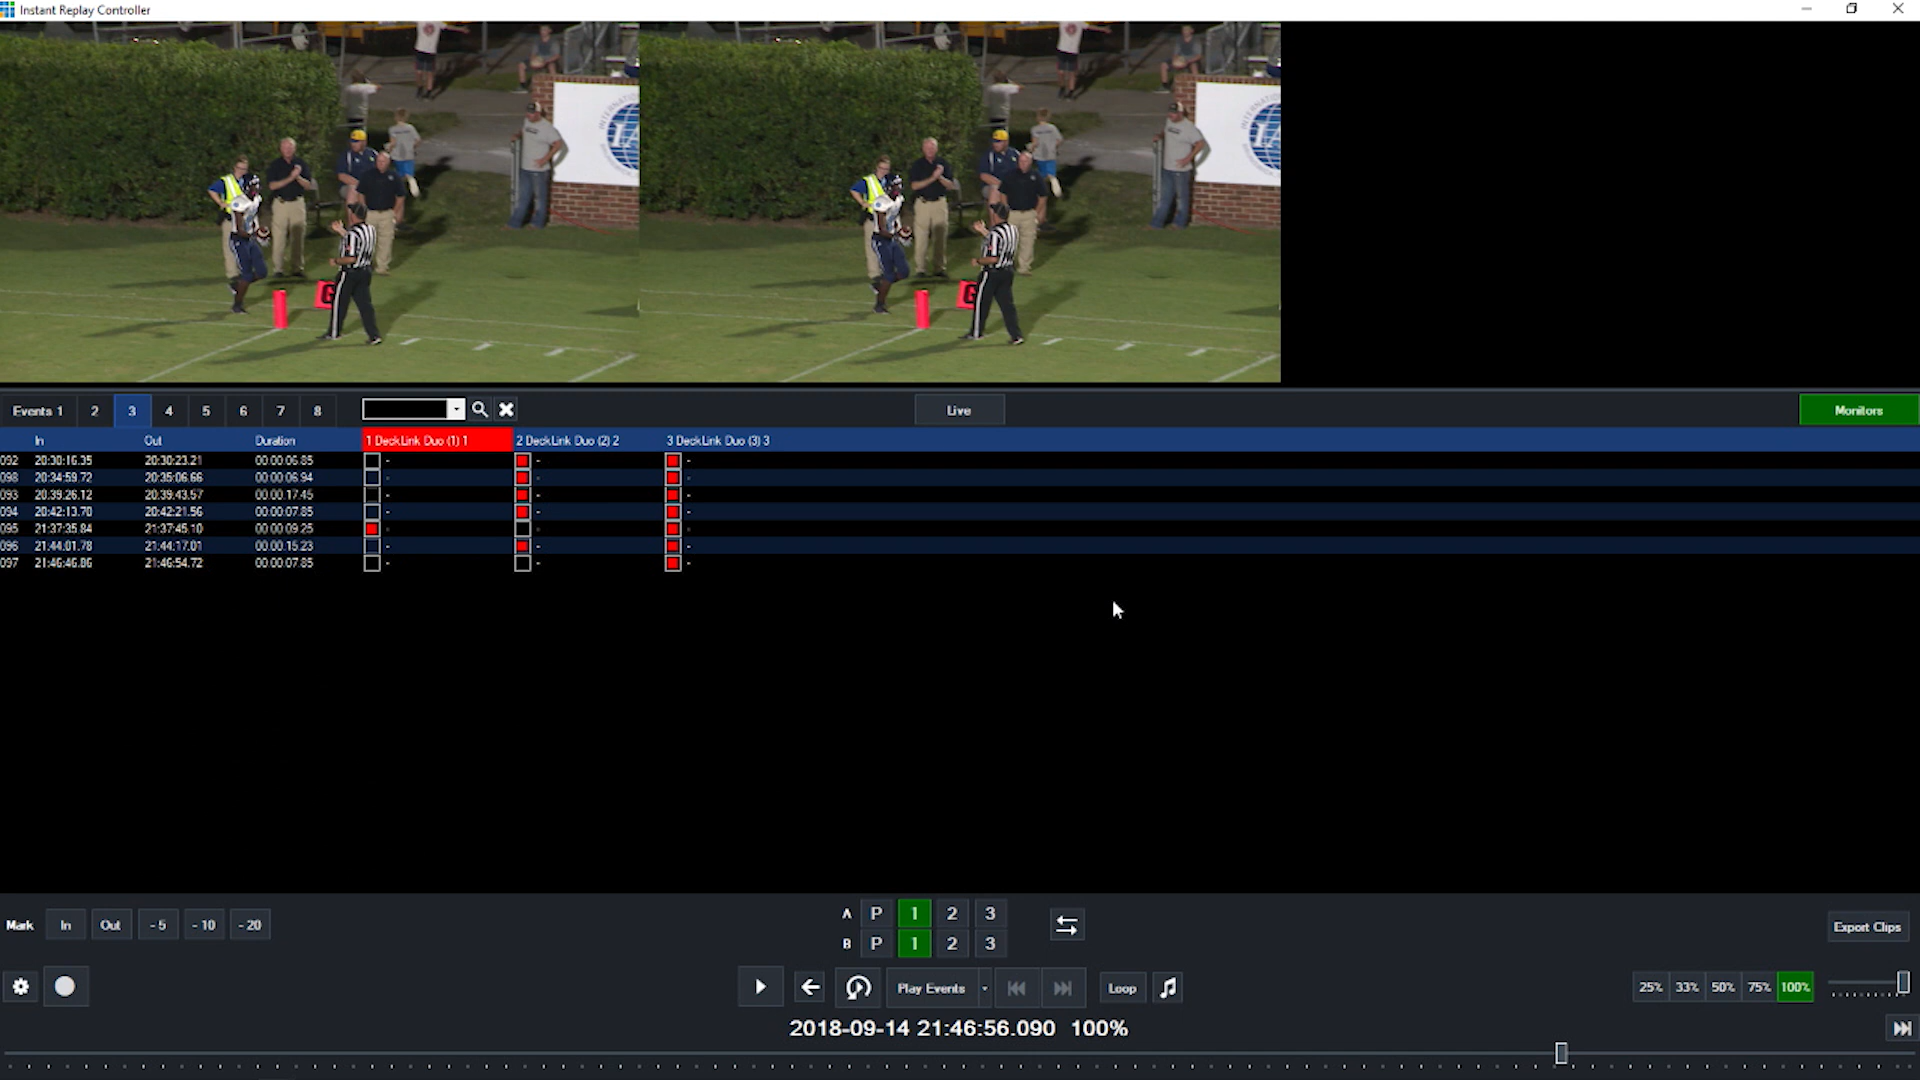 Instant Replay Controller
INTERNATIONAL
G
Events 1 2 3 4 5 6 7 8 Live Monitors
In Out Duration 1 DeckLink Duo (1) 1 2 DeckLink Duo (2) 2 3 DeckLink Duo (3) 3
092 20:30:16.35 20:30:23.21 00:00:06.85 - - -
098 20:34:59.72 20:35:06.66 00:00:06.94 - - -
093 20:39:26.12 20:39:43.57 00:00:17.45 - - -
094 20:42:13.70 20:42:21.56 00:00:07.85 - - -
095 21:37:35.84 21:37:45.10 00:00:09.25 - - -
096 21:44:01.78 21:44:17.01 00:00:15.23 - - -
097 21:46:46.86 21:46:54.72 00:00:07.85 - - -
Mark In Out - 5 - 10 - 20
A P 1 2 3
B P 1 2 3
Export Clips
Play Events Loop 25% 33% 50% 75% 100%
2018-09-14 21:46:56.090 100%